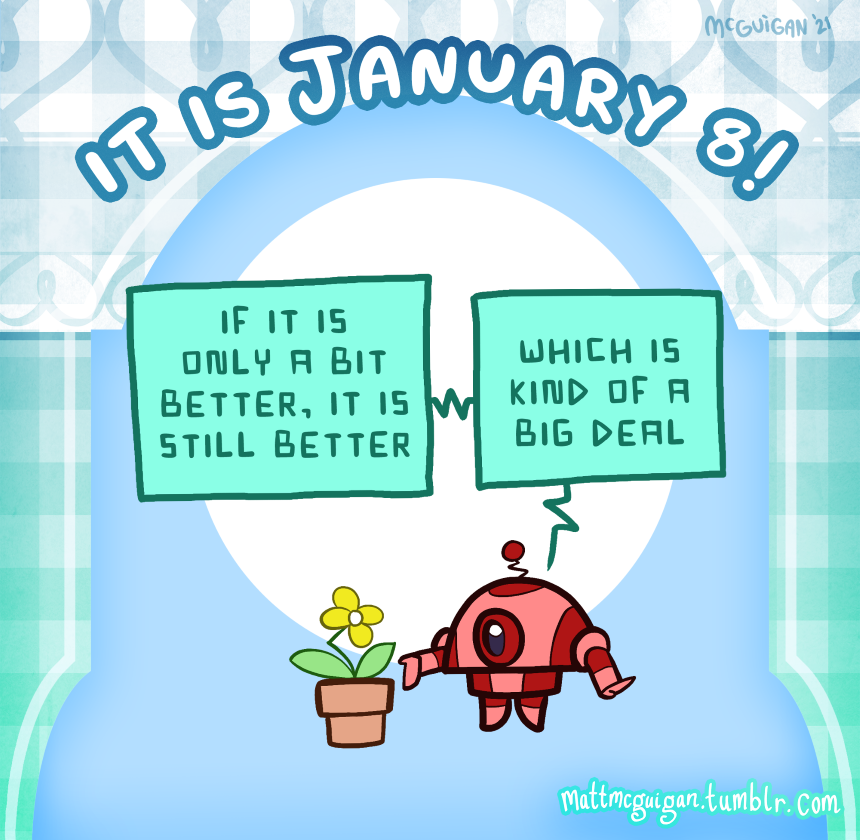 McGUIGAN '21
IT IS JANUARY 8!
IF IT IS
ONLY A BIT
BETTER, IT IS
STILL BETTER
WHICH IS
KIND OF A
BIG DEAL
mattmcguigan.tumblr.com